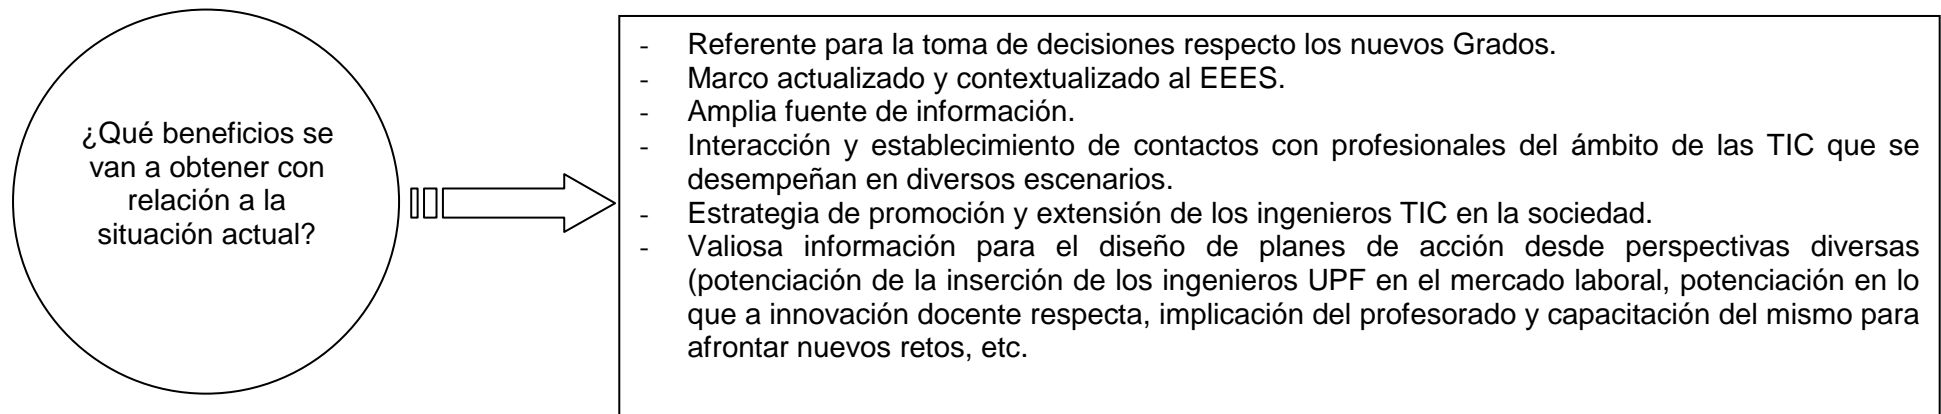 ¿Qué beneficios se
van a obtener con
relación a la
situación actual?
- Referente para la toma de decisiones respecto los nuevos Grados.
- Marco actualizado y contextualizado al EEES.
- Amplia fuente de información.
- Interacción y establecimiento de contactos con profesionales del ámbito de las TIC que se
desempeñan en diversos escenarios.
- Estrategia de promoción y extensión de los ingenieros TIC en la sociedad.
- Valiosa información para el diseño de planes de acción desde perspectivas diversas
(potenciación de la inserción de los ingenieros UPF en el mercado laboral, potenciación en lo
que a innovación docente respecta, implicación del profesorado y capacitación del mismo para
afrontar nuevos retos, etc.